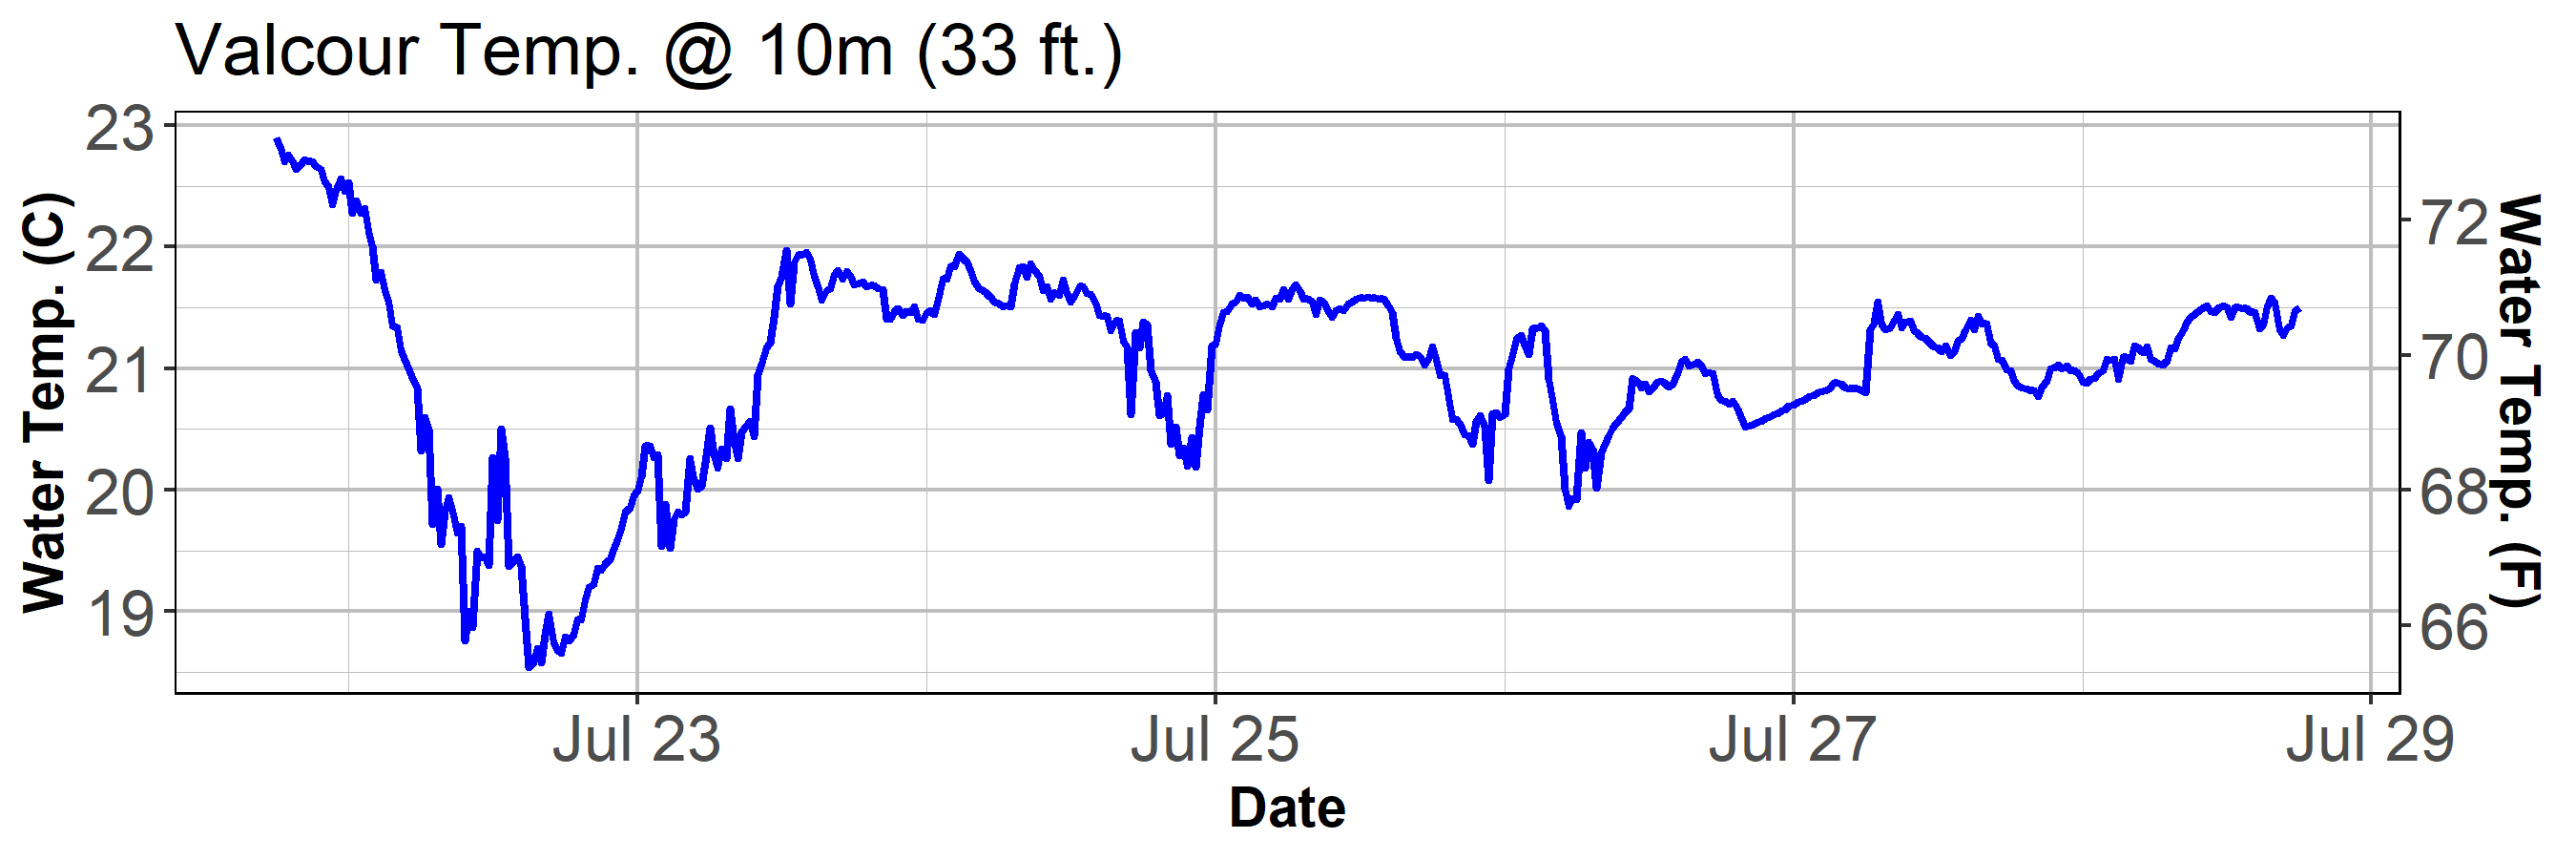 Valcour Temp. @ 10m (33 ft.)
Water Temp. (C)
23
22
21
20
19
72
70
68
66
Water Temp. (F)
Jul 23 Jul 25 Jul 27 Jul 29
Date